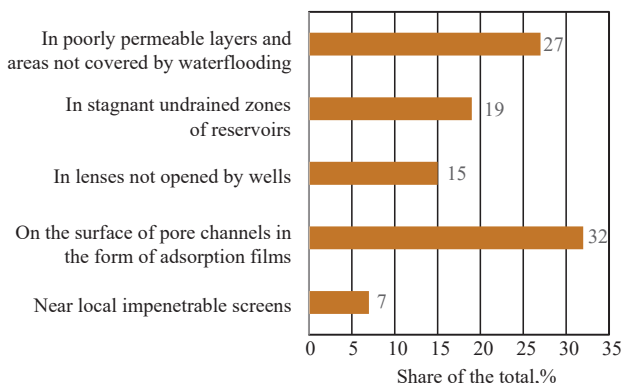 In poorly permeable layers and
areas not covered by waterflooding
27
In stagnant undrained zones
of reservoirs
19
In lenses not opened by wells
15
On the surface of pore channels in
the form of adsorption films
32
Near local impenetrable screens
7
0 5 10 15 20 25 30 35
Share of the total,%